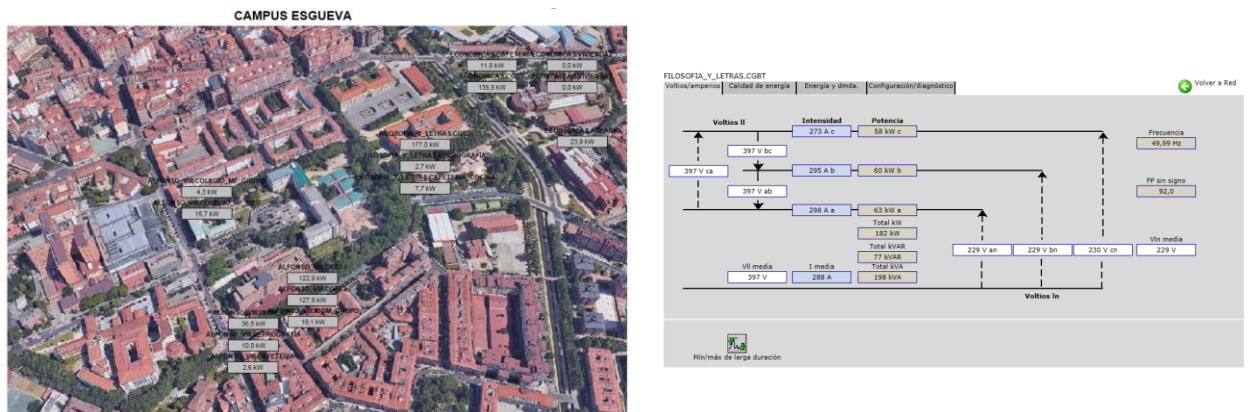 CAMPUS ESGUEVA
11,8 kW
0,0 kW
ECONOMICAS.CGBT
135,5 kW
0,0 kW
23,9 kW
FILOSOFIA_Y_LETRAS.CGBT
177,0 kW
2,7 kW
7,7 kW
4,3 kW
18,7 kW
122,9 kW
127,9 kW
36,5 kW
19,1 kW
10,0 kW
2,6 kW
FILOSOFIA_Y_LETRAS.CGBT
Voltios/amperios
Calidad de energía
Energía y dmda.
Configuración/diagnóstico
Volver a Red
Voltios ll
Intensidad
Potencia
273 A c
58 kW c
Frecuencia
49,99 Hz
397 V bc
397 V ca
295 A b
60 kW b
FP sin signo
92,0
397 V ab
298 A a
63 kW a
Total kW
182 kW
Total kVAR
77 kVAR
229 V an
229 V bn
230 V cn
Vln media
229 V
Vll media
397 V
I media
288 A
Total kVA
198 kVA
Voltios ln
Mín/máx de larga duración